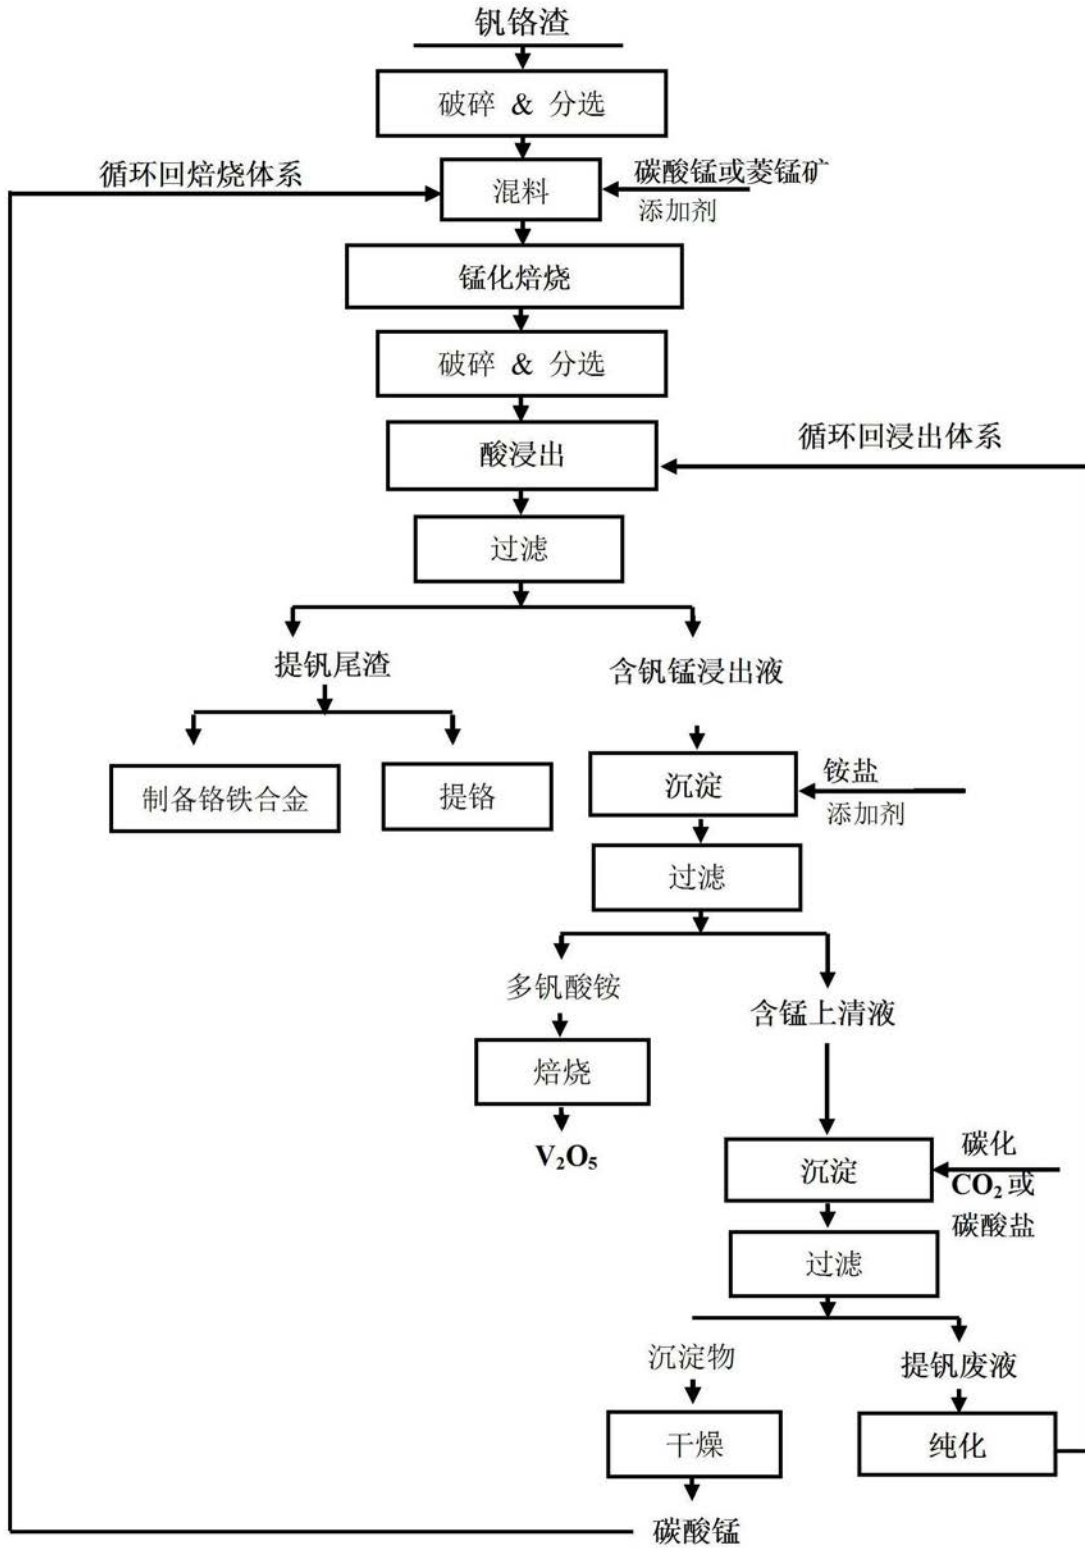 钒铬渣
破碎 & 分选
循环回焙烧体系
混料
碳酸锰或菱锰矿
添加剂
锰化焙烧
破碎 & 分选
酸浸出
循环回浸出体系
过滤
提钒尾渣
含钒锰浸出液
制备铬铁合金
提铬
沉淀
铵盐
添加剂
过滤
多钒酸铵
含锰上清液
焙烧
V₂O₅
沉淀
碳化
CO₂或
碳酸盐
过滤
沉淀物
提钒废液
干燥
纯化
碳酸锰